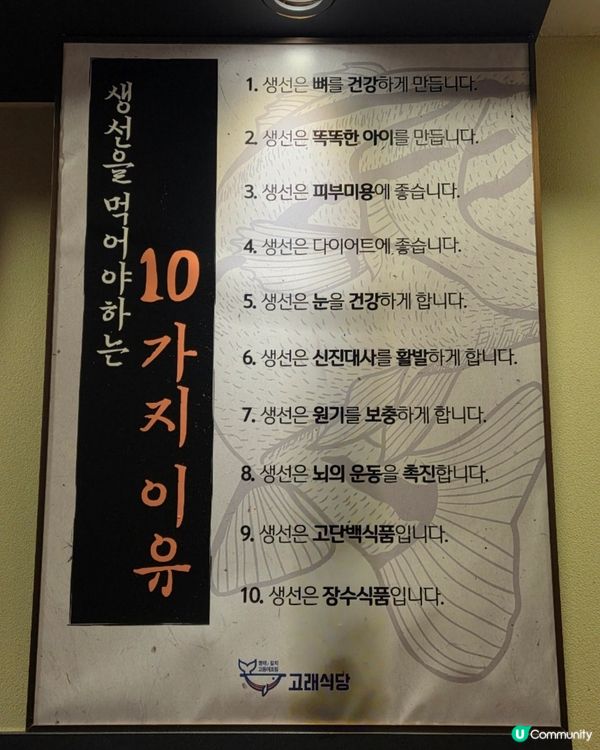 생선을 먹어야하는
10가지 이유
1. 생선은 뼈를 건강하게 만듭니다.
2. 생선은 똑똑한 아이를 만듭니다.
3. 생선은 피부미용에 좋습니다.
4. 생선은 다이어트에 좋습니다.
5. 생선은 눈을 건강하게 합니다.
6. 생선은 신진대사를 활발하게 합니다.
7. 생선은 원기를 보충하게 합니다.
8. 생선은 뇌의 운동을 촉진합니다.
9. 생선은 고단백식품입니다.
10. 생선은 장수식품입니다.
고래식당
U Community